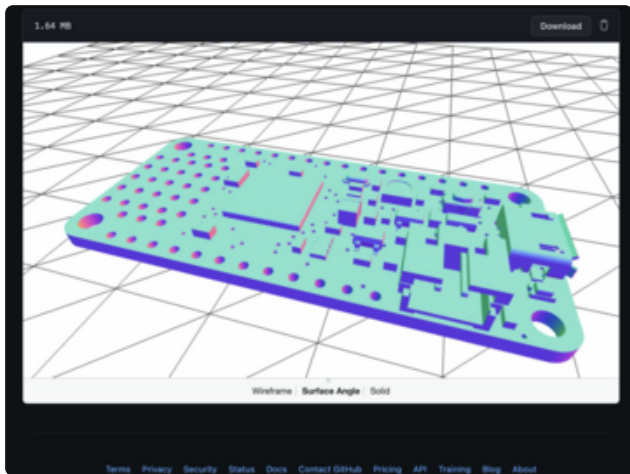 1.64 MB Download
Wireframe Surface Angle Solid
Terms Privacy Security Status Docs Contact GitHub Pricing API Training Blog About